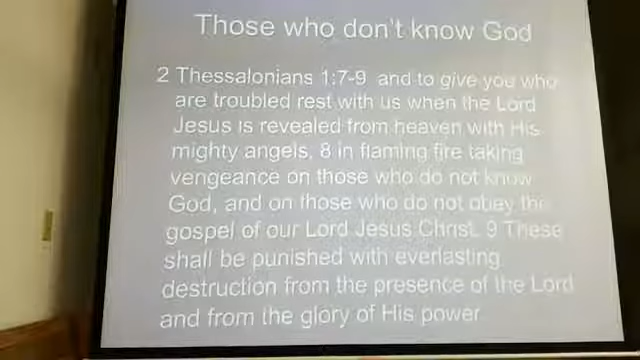 Those who don't know God
2 Thessalonians 1:7-9 and to give you who
are troubled rest with us when the Lord
Jesus is revealed from heaven with His
mighty angels, 8 in flaming fire taking
vengeance on those who do not know
God, and on those who do not obey the
gospel of our Lord Jesus Christ. 9 These
shall be punished with everlasting
destruction from the presence of the Lord
and from the glory of His power